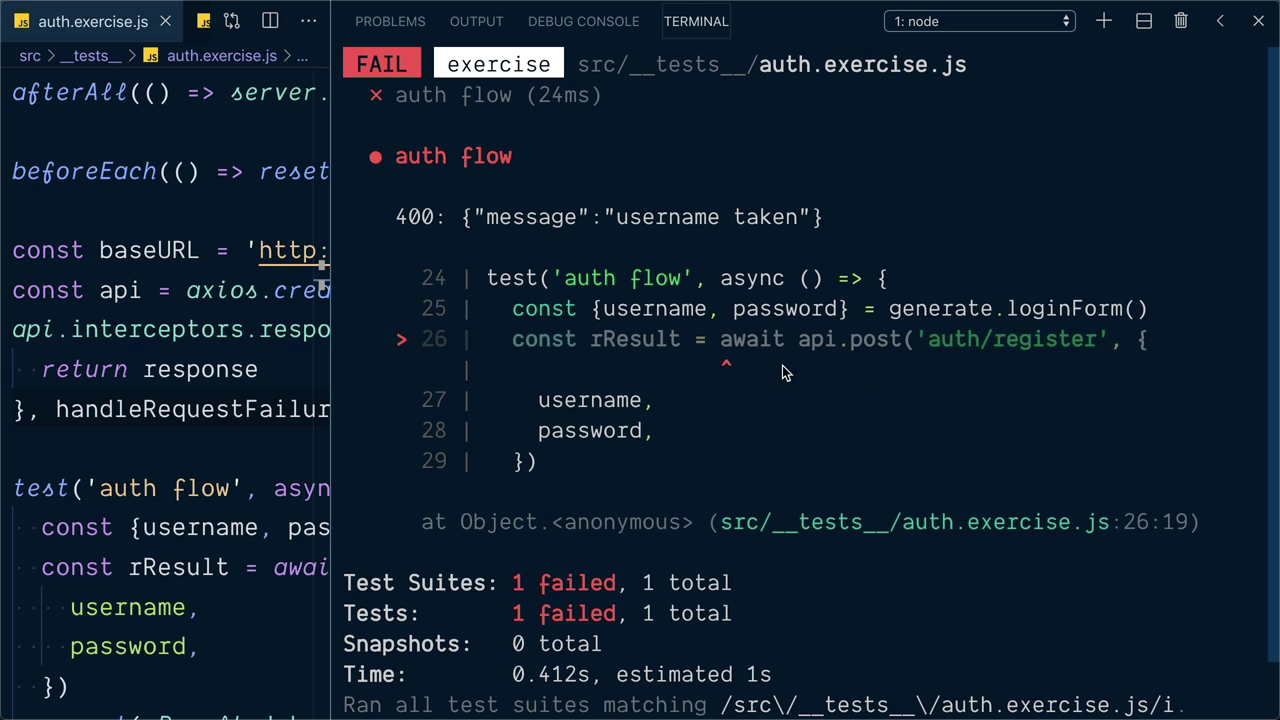 auth.exercise.js
src > __tests__ > auth.exercise.js > ...
afterAll(() => server.
beforeEach(() => reset
const baseURL = 'http:
const api = axios.crea
api.interceptors.respo
return response
}, handleRequestFailur
test('auth flow', asyn
const {username, pas
const rResult = awai
username,
password,
})
PROBLEMS OUTPUT DEBUG CONSOLE TERMINAL 1: node
FAIL exercise src/__tests__/auth.exercise.js
✕ auth flow (24ms)
● auth flow
400: {"message":"username taken"}
24 | test('auth flow', async () => {
25 | const {username, password} = generate.loginForm()
> 26 | const rResult = await api.post('auth/register', {
| ^
27 | username,
28 | password,
29 | })
at Object.<anonymous> (src/__tests__/auth.exercise.js:26:19)
Test Suites: 1 failed, 1 total
Tests: 1 failed, 1 total
Snapshots: 0 total
Time: 0.412s, estimated 1s
Ran all test suites matching /src\/__tests__\/auth.exercise.js/i.